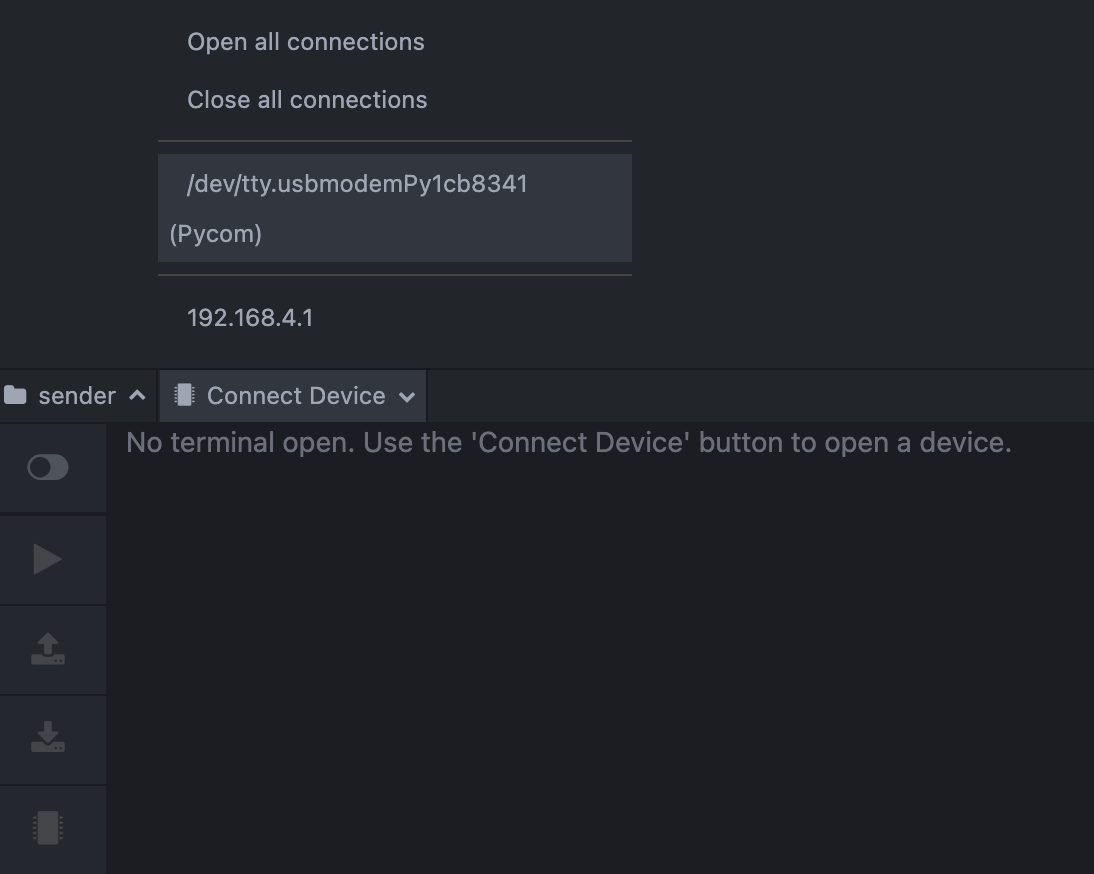 Open all connections
Close all connections
/dev/tty.usbmodemPy1cb8341
(Pycom)
192.168.4.1
sender
Connect Device
No terminal open. Use the 'Connect Device' button to open a device.